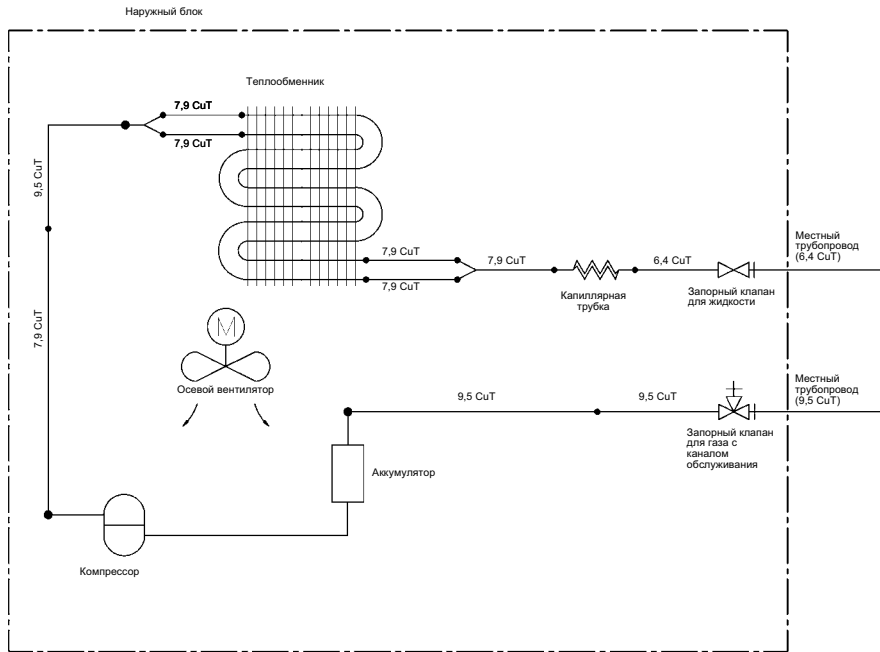 Наружный блок
Теплообменник
7,9 CuT
7,9 CuT
9,5 CuT
7,9 CuT
7,9 CuT
7,9 CuT
7,9 CuT
6,4 CuT
Местный
трубопровод
(6,4 CuT)
Капиллярная
трубка
Запорный клапан
для жидкости
M
Осевой вентилятор
9,5 CuT
9,5 CuT
Местный
трубопровод
(9,5 CuT)
Запорный клапан
для газа с
каналом
обслуживания
Аккумулятор
Компрессор